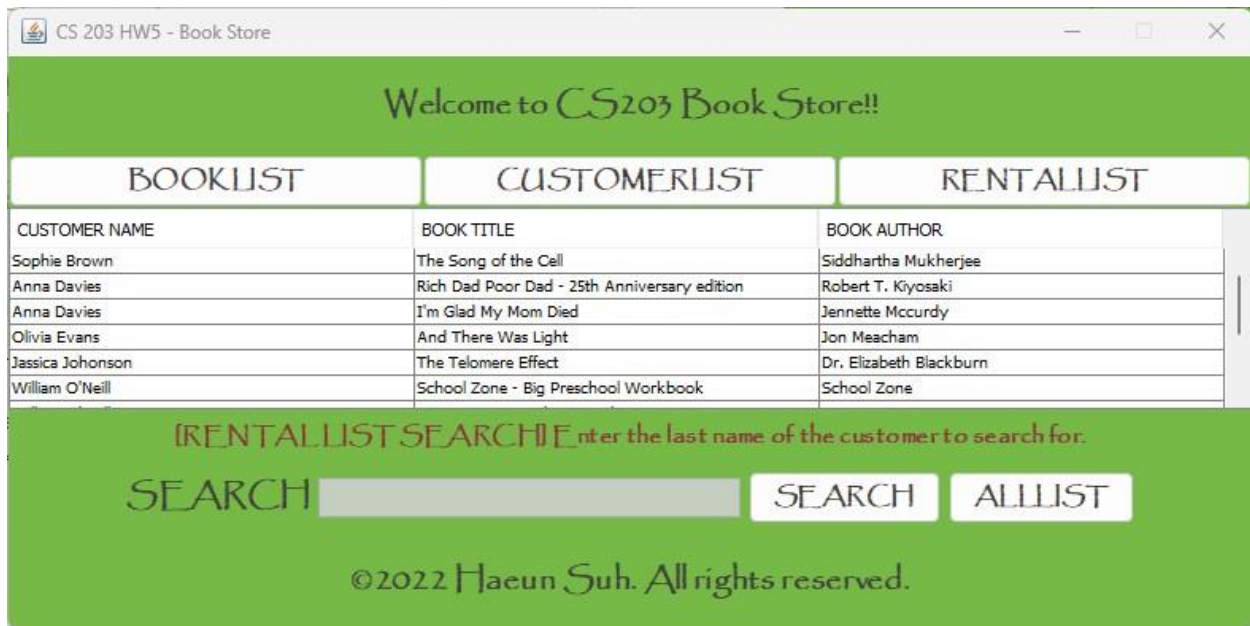 CS 203 HW5 - Book Store
Welcome to CS203 Book Store!!
BOOKLIST CUSTOMERLIST RENTALLIST
CUSTOMER NAME BOOK TITLE BOOK AUTHOR
Sophie Brown The Song of the Cell Siddhartha Mukherjee
Anna Davies Rich Dad Poor Dad - 25th Anniversary edition Robert T. Kiyosaki
Anna Davies I'm Glad My Mom Died Jennette Mccurdy
Olivia Evans And There Was Light Jon Meacham
Jassica Johonson The Telomere Effect Dr. Elizabeth Blackburn
William O'Neill School Zone - Big Preschool Workbook School Zone
[RENTAL LIST SEARCH] Enter the last name of the customer to search for.
SEARCH SEARCH ALLLIST
©2022 Haeun Suh. All rights reserved.